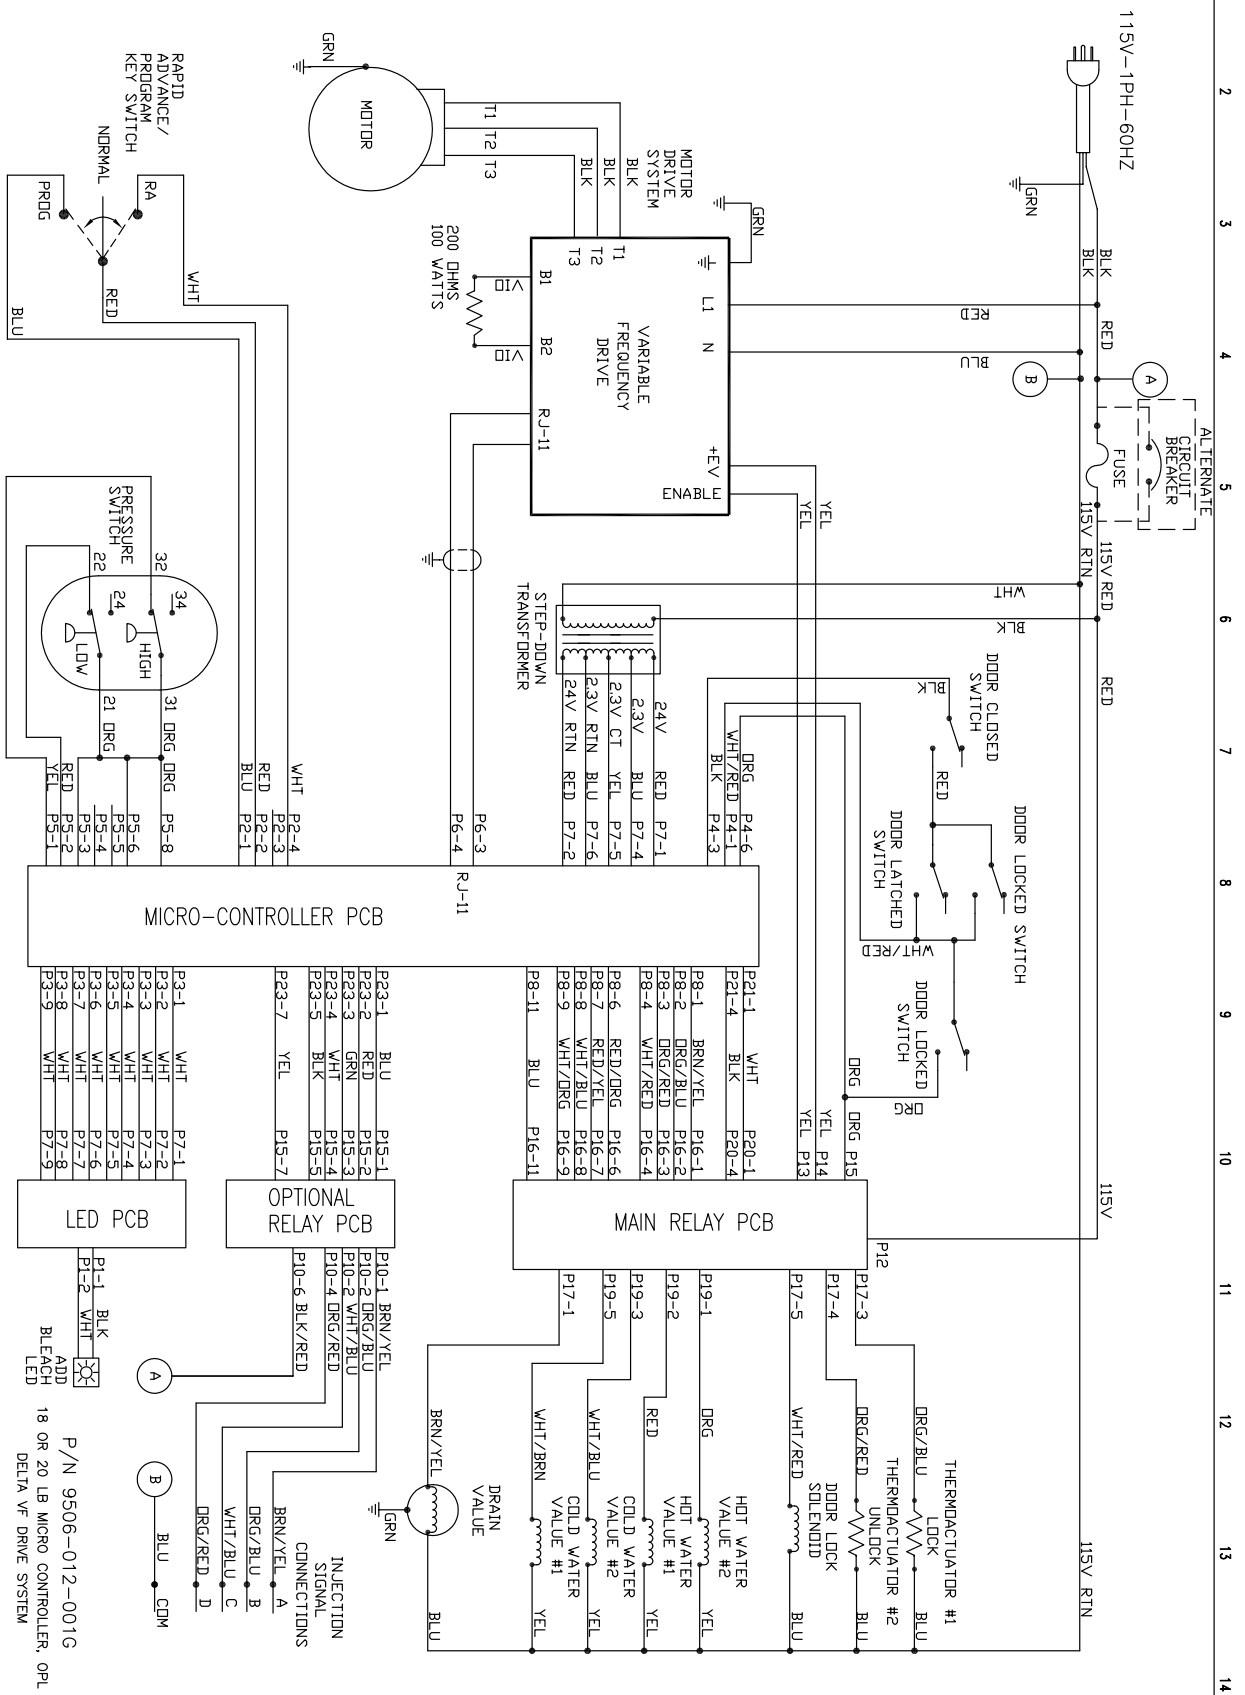 2
3
4
5
6
7
8
9
10
11
12
13
14
115V-1PH-60HZ
GRN
BLK
BLK
RED
A
B
ALTERNATE
CIRCUIT
BREAKER
FUSE
115V RTN
115V RED
RED
115V
115V RTN
RED
BLU
WHT
BLK
GRN
MOTOR
DRIVE
SYSTEM
L1
N
+EV
ENABLE
VARIABLE
FREQUENCY
DRIVE
T1
T2
T3
B1
B2
RJ-11
BLK
BLK
BLK
T1
T2
T3
MOTOR
GRN
VIO
VIO
200 OHMS
100 WATTS
YEL
YEL
STEP-DOWN
TRANSFORMER
24V
2.3V
2.3V CT
2.3V RTN
24V RTN
RED
BLU
YEL
BLU
RED
P7-1
P7-4
P7-5
P7-6
P7-2
DOOR CLOSED
SWITCH
BLK
RED
DOOR LOCKED SWITCH
DOOR LATCHED
SWITCH
WHT/RED
DOOR LOCKED
SWITCH
ORG
ORG
ORG
WHT/RED
BLK
P4-6
P4-1
P4-3
RAPID
ADVANCE/
PROGRAM
KEY SWITCH
NORMAL
RA
PROG
WHT
RED
BLU
PRESSURE
SWITCH
32
34
22
24
HIGH
LOW
31 ORG ORG
21 ORG
WHT
RED
BLU
P2-4
P2-3
P2-2
P2-1
P5-8
P5-6
P5-5
P5-4
P5-3
RED P5-2
YEL P5-1
P6-3
P6-4
RJ-11
MICRO-CONTROLLER PCB
P21-1 WHT P20-1
P21-4 BLK P20-4
P8-1 BRN/YEL P16-1
P8-2 ORG/BLU P16-2
P8-3 ORG/RED P16-3
P8-4 WHT/RED P16-4
P8-6 RED/ORG P16-6
P8-7 RED/YEL P16-7
P8-8 WHT/BLU P16-8
P8-9 WHT/ORG P16-9
P8-11 BLU P16-11
P23-1 BLU P15-1
P23-2 RED P15-2
P23-3 GRN P15-3
P23-4 WHT P15-4
P23-5 BLK P15-5
P23-7 YEL P15-7
P3-1 WHT P7-1
P3-2 WHT P7-2
P3-3 WHT P7-3
P3-4 WHT P7-4
P3-5 WHT P7-5
P3-6 WHT P7-6
P3-7 WHT P7-7
P3-8 WHT P7-8
P3-9 WHT P7-9
ORG P15
YEL P14
YEL P13
P12
MAIN RELAY PCB
OPTIONAL
RELAY PCB
LED PCB
P17-3
P17-4
P17-5
P19-1
P19-2
P19-3
P19-5
P17-1
ORG/BLU
THERMOACTUATOR #1
LOCK
BLU
ORG/RED
THERMOACTUATOR #2
UNLOCK
BLU
WHT/RED
DOOR LOCK
SOLENOID
BLU
ORG
HOT WATER
VALUE #2
YEL
RED
HOT WATER
VALUE #1
YEL
WHT/BLU
COLD WATER
VALUE #2
YEL
WHT/BRN
COLD WATER
VALUE #1
YEL
BRN/YEL
DRAIN
VALUE
GRN
BLU
P10-1 BRN/YEL
P10-2 ORG/BLU
P10-2 WHT/BLU
P10-4 ORG/RED
P10-6 BLK/RED
A
INJECTION
SIGNAL
CONNECTIONS
BRN/YEL A
ORG/BLU B
WHT/BLU C
ORG/RED D
B
BLU
COM
P1-1 BLK
P1-2 WHT
ADD
BLEACH
LED
P/N 9506-012-001G
18 OR 20 LB MICRO CONTROLLER, OPL
DELTA VF DRIVE SYSTEM